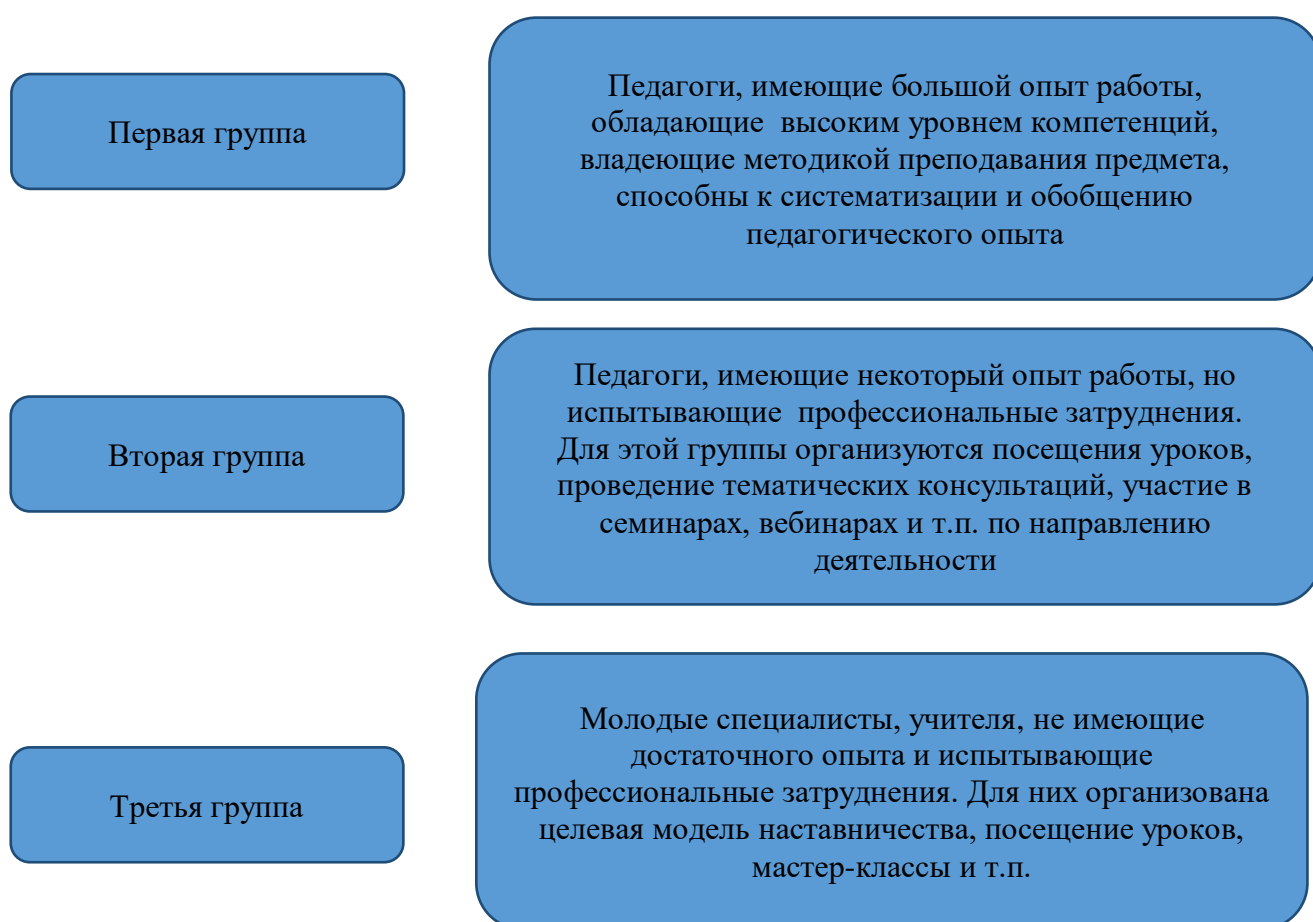 Первая группа
Педагоги, имеющие большой опыт работы,
обладающие  высоким уровнем компетенций,
владеющие методикой преподавания предмета,
способны к систематизации и обобщению
педагогического опыта
Вторая группа
Педагоги, имеющие некоторый опыт работы, но
испытывающие  профессиональные затруднения.
Для этой группы организуются посещения уроков,
проведение тематических консультаций, участие в
семинарах, вебинарах и т.п. по направлению
деятельности
Третья группа
Молодые специалисты, учителя, не имеющие
достаточного опыта и испытывающие
профессиональные затруднения. Для них организована
целевая модель наставничества, посещение уроков,
мастер-классы и т.п.